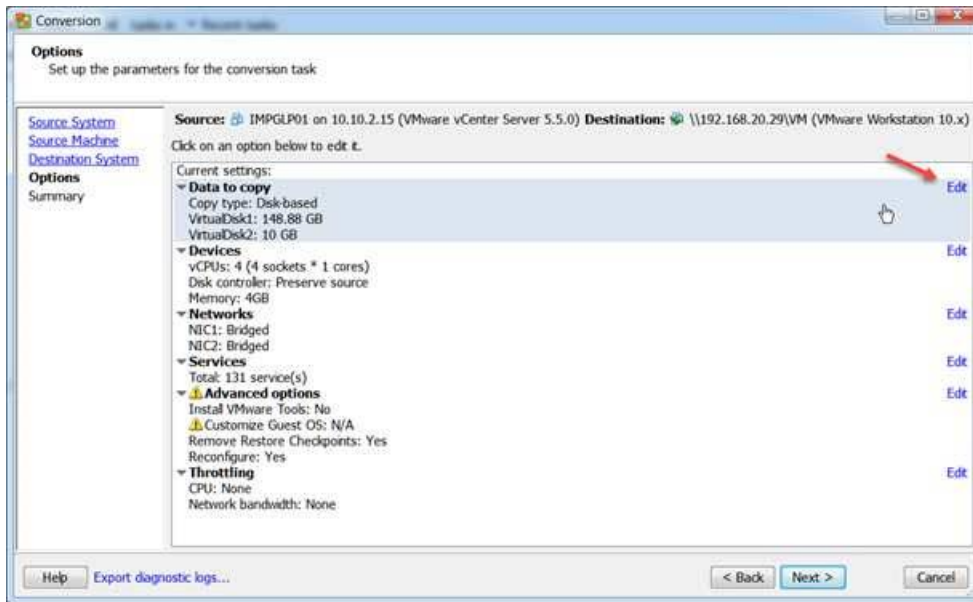 Conversion
Options
Set up the parameters for the conversion task
Source System
Source Machine
Destination System
Options
Summary
Source: IMPGLP01 on 10.10.2.15 (VMware vCenter Server 5.5.0) Destination: \\192.168.20.29\VM (VMware Workstation 10.x)
Click on an option below to edit it.
Current settings:
Data to copy Edit
Copy type: Disk-based
VirtualDisk1: 148.88 GB
VirtualDisk2: 10 GB
Devices Edit
vCPUs: 4 (4 sockets * 1 cores)
Disk controller: Preserve source
Memory: 4GB
Networks Edit
NIC1: Bridged
NIC2: Bridged
Services Edit
Total: 131 service(s)
Advanced options Edit
Install VMware Tools: No
Customize Guest OS: N/A
Remove Restore Checkpoints: Yes
Reconfigure: Yes
Throttling Edit
CPU: None
Network bandwidth: None
Help Export diagnostic logs... < Back Next > Cancel